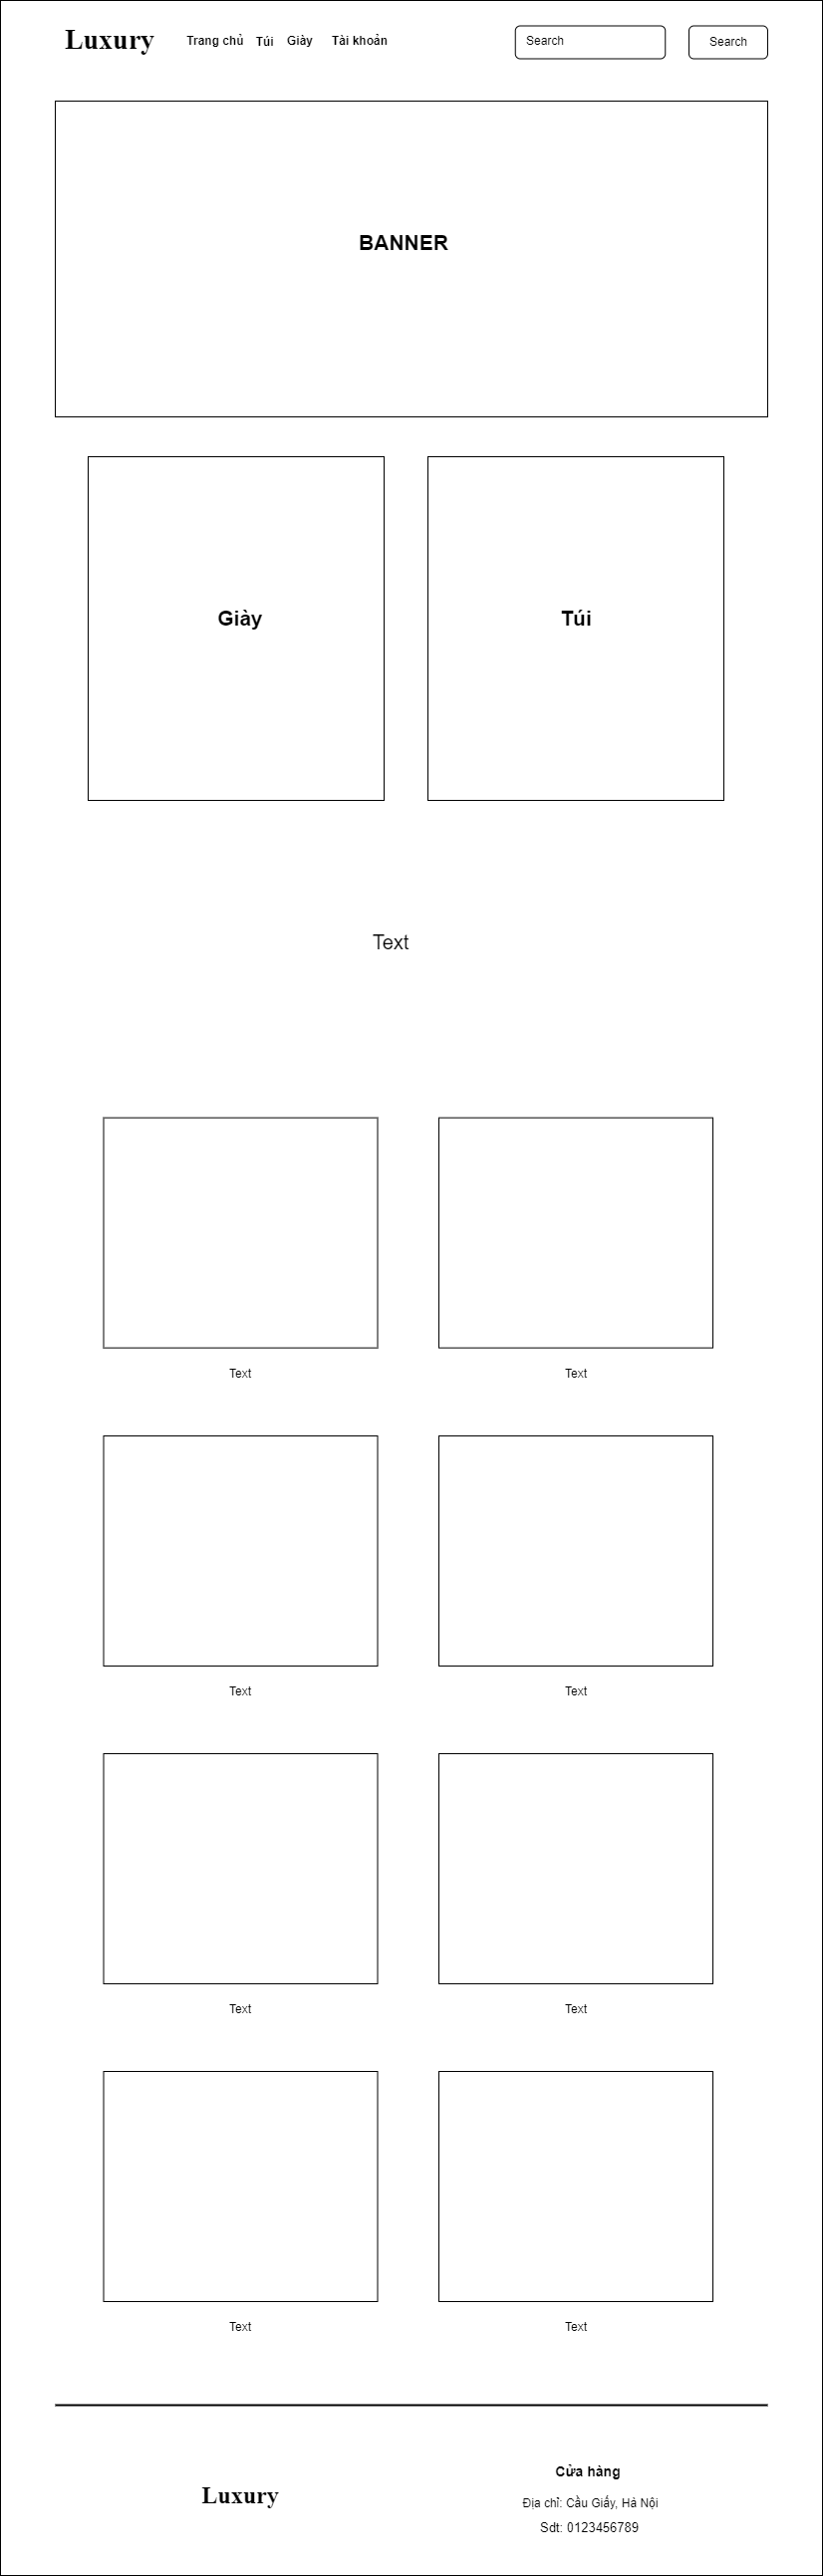 Luxury
Trang chủ Túi Giày Tài khoản
Search
Search
BANNER
Giày
Túi
Text
Text
Text
Text
Text
Text
Text
Text
Text
Luxury
Cửa hàng
Địa chỉ: Cầu Giấy, Hà Nội
Sdt: 0123456789